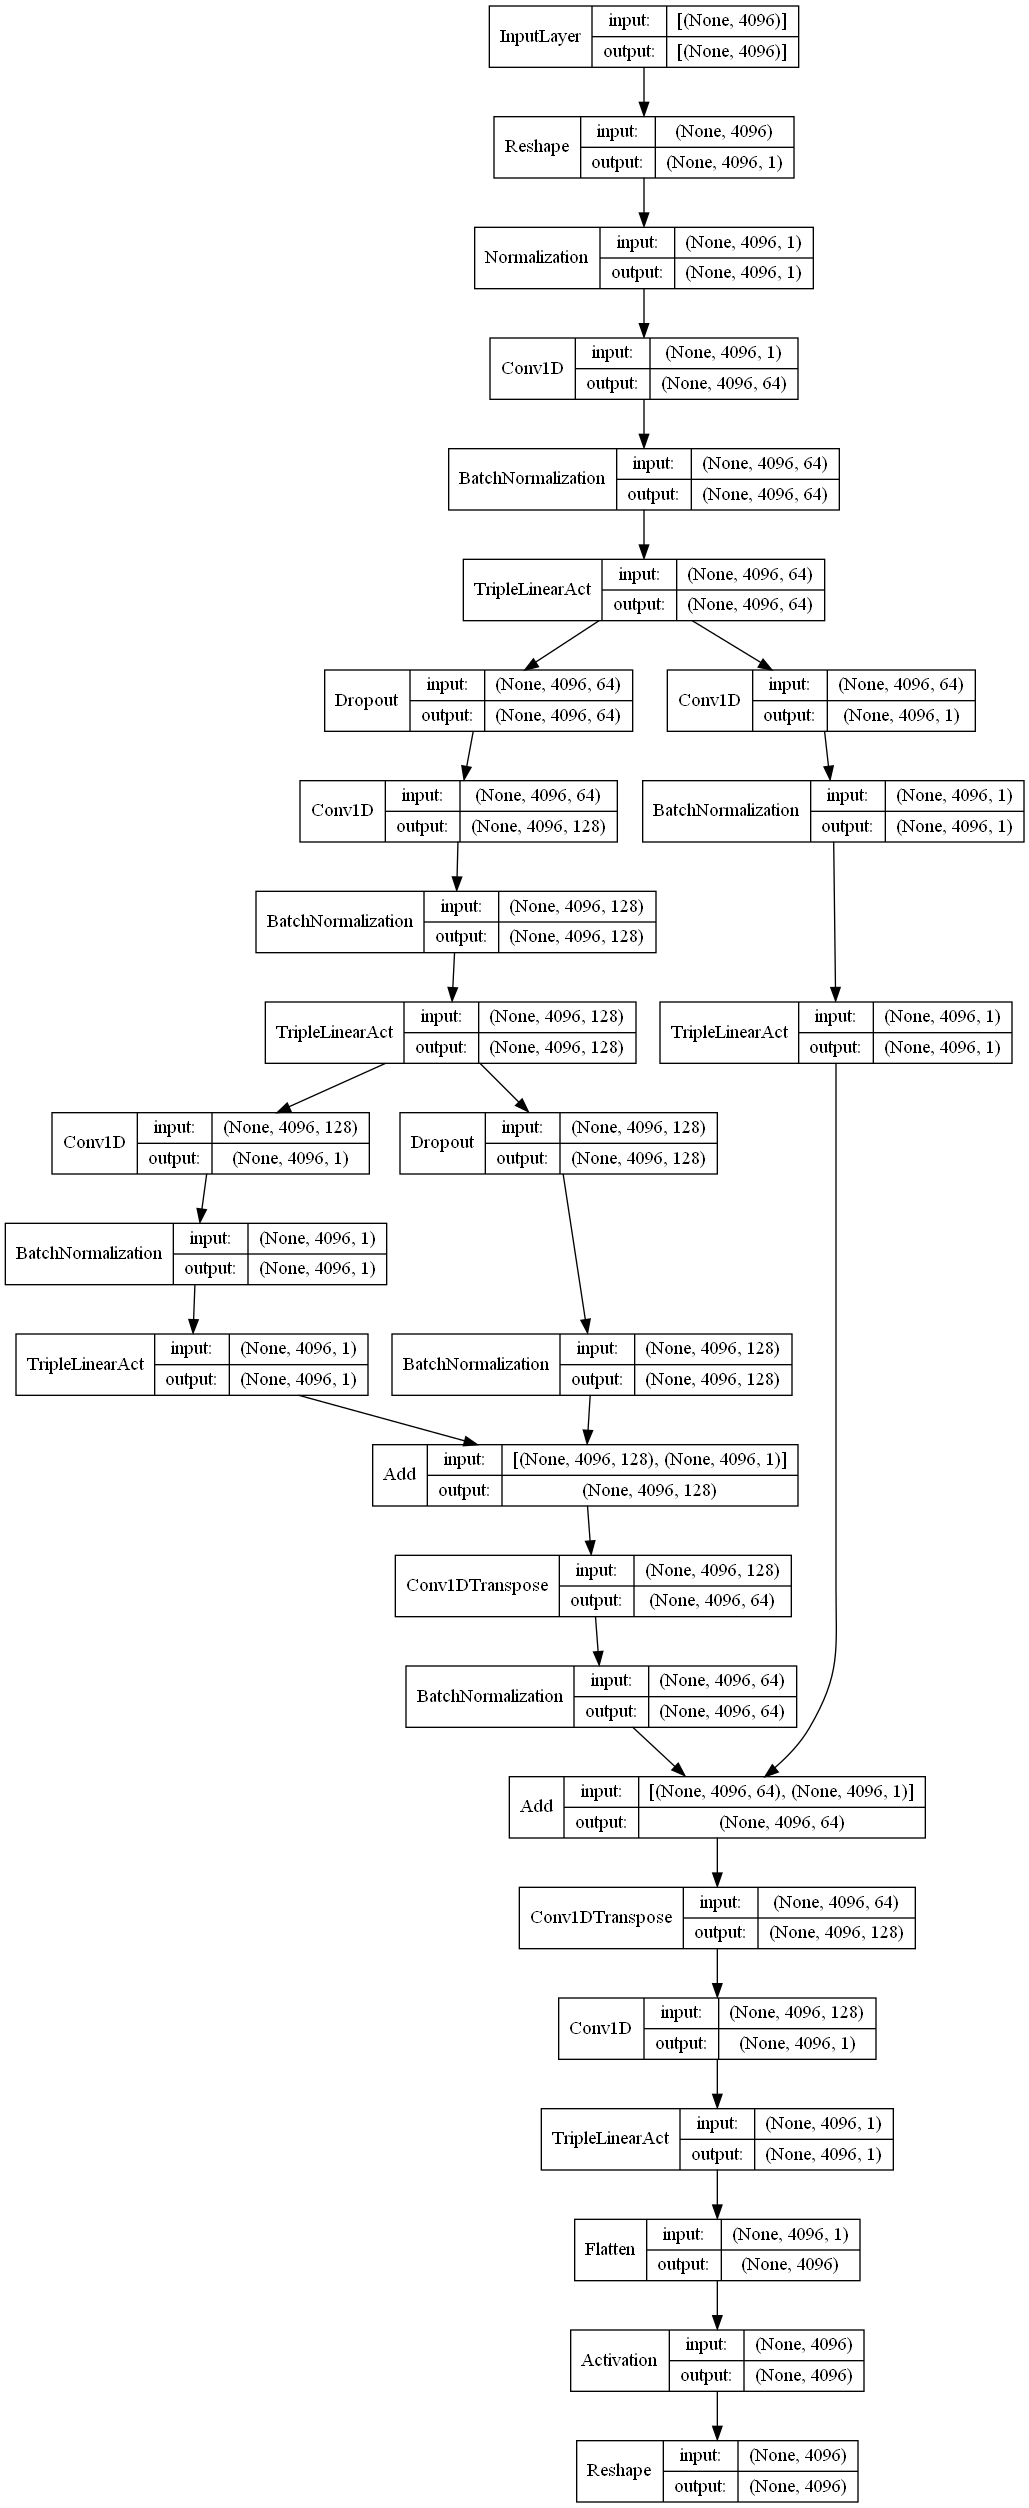 InputLayer
input: [(None, 4096)]
output: [(None, 4096)]
Reshape
input: (None, 4096)
output: (None, 4096, 1)
Normalization
input: (None, 4096, 1)
output: (None, 4096, 1)
Conv1D
input: (None, 4096, 1)
output: (None, 4096, 64)
BatchNormalization
input: (None, 4096, 64)
output: (None, 4096, 64)
TripleLinearAct
input: (None, 4096, 64)
output: (None, 4096, 64)
Dropout
input: (None, 4096, 64)
output: (None, 4096, 64)
Conv1D
input: (None, 4096, 64)
output: (None, 4096, 1)
Conv1D
input: (None, 4096, 64)
output: (None, 4096, 128)
BatchNormalization
input: (None, 4096, 1)
output: (None, 4096, 1)
BatchNormalization
input: (None, 4096, 128)
output: (None, 4096, 128)
TripleLinearAct
input: (None, 4096, 128)
output: (None, 4096, 128)
TripleLinearAct
input: (None, 4096, 1)
output: (None, 4096, 1)
Conv1D
input: (None, 4096, 128)
output: (None, 4096, 1)
Dropout
input: (None, 4096, 128)
output: (None, 4096, 128)
BatchNormalization
input: (None, 4096, 1)
output: (None, 4096, 1)
TripleLinearAct
input: (None, 4096, 1)
output: (None, 4096, 1)
BatchNormalization
input: (None, 4096, 128)
output: (None, 4096, 128)
Add
input: [(None, 4096, 128), (None, 4096, 1)]
output: (None, 4096, 128)
Conv1DTranspose
input: (None, 4096, 128)
output: (None, 4096, 64)
BatchNormalization
input: (None, 4096, 64)
output: (None, 4096, 64)
Add
input: [(None, 4096, 64), (None, 4096, 1)]
output: (None, 4096, 64)
Conv1DTranspose
input: (None, 4096, 64)
output: (None, 4096, 128)
Conv1D
input: (None, 4096, 128)
output: (None, 4096, 1)
TripleLinearAct
input: (None, 4096, 1)
output: (None, 4096, 1)
Flatten
input: (None, 4096, 1)
output: (None, 4096)
Activation
input: (None, 4096)
output: (None, 4096)
Reshape
input: (None, 4096)
output: (None, 4096)